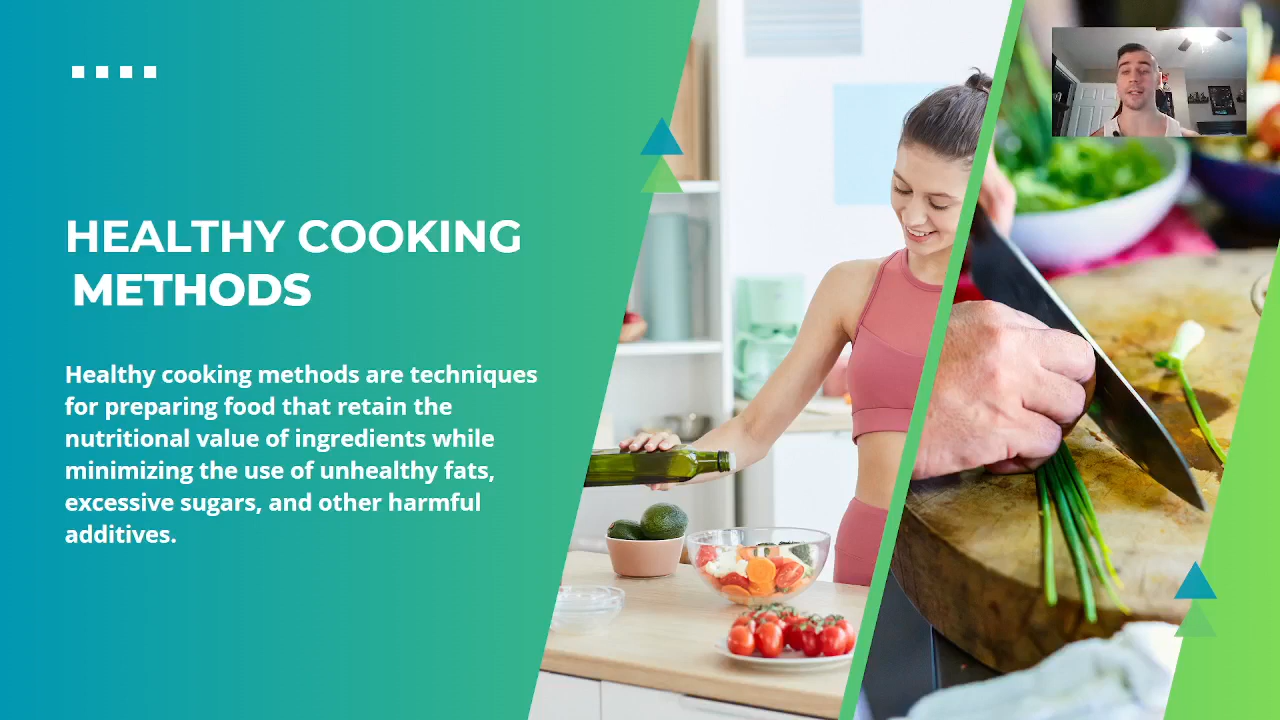 HEALTHY COOKING
METHODS
Healthy cooking methods are techniques
for preparing food that retain the
nutritional value of ingredients while
minimizing the use of unhealthy fats,
excessive sugars, and other harmful
additives.